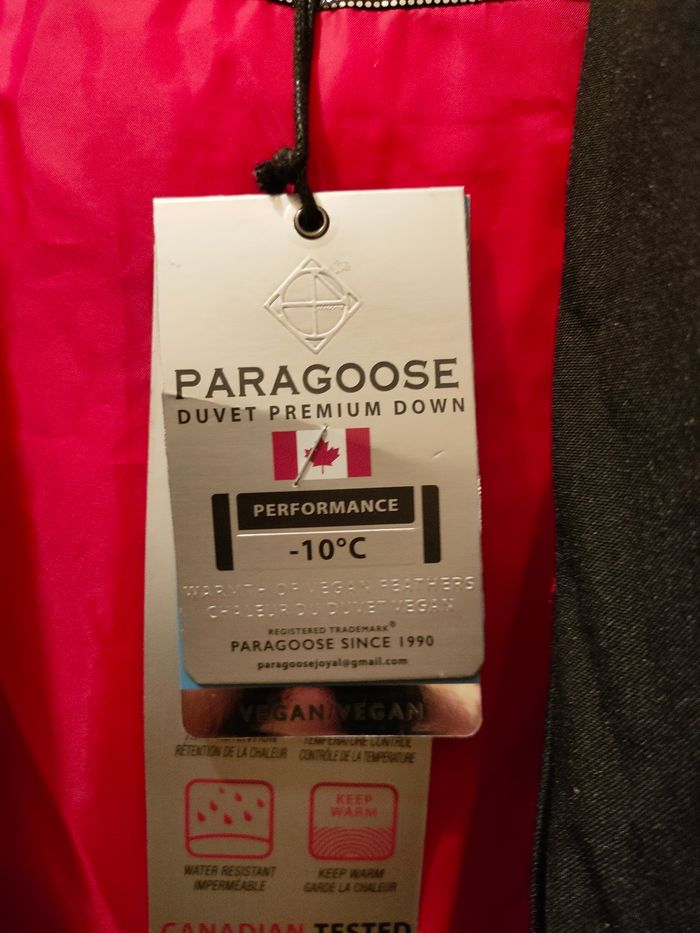 PARAGOOSE
DUVET PREMIUM DOWN
PERFORMANCE
-10°C
WARMTH OF VEGAN FEATHERS
CHALEUR DU DUVET VEGAN
REGISTERED TRADEMARK®
PARAGOOSE SINCE 1990
paragoosejoyal@gmail.com
VEGAN/VEGAN
RÉTENTION DE LA CHALEUR
TEMPERATURE CONTROL
CONTRÔLE DE LA TEMPÉRATURE
KEEP
WARM
WATER RESISTANT
IMPERMÉABLE
KEEP WARM
GARDE LA CHALEUR
CANADIAN TESTED